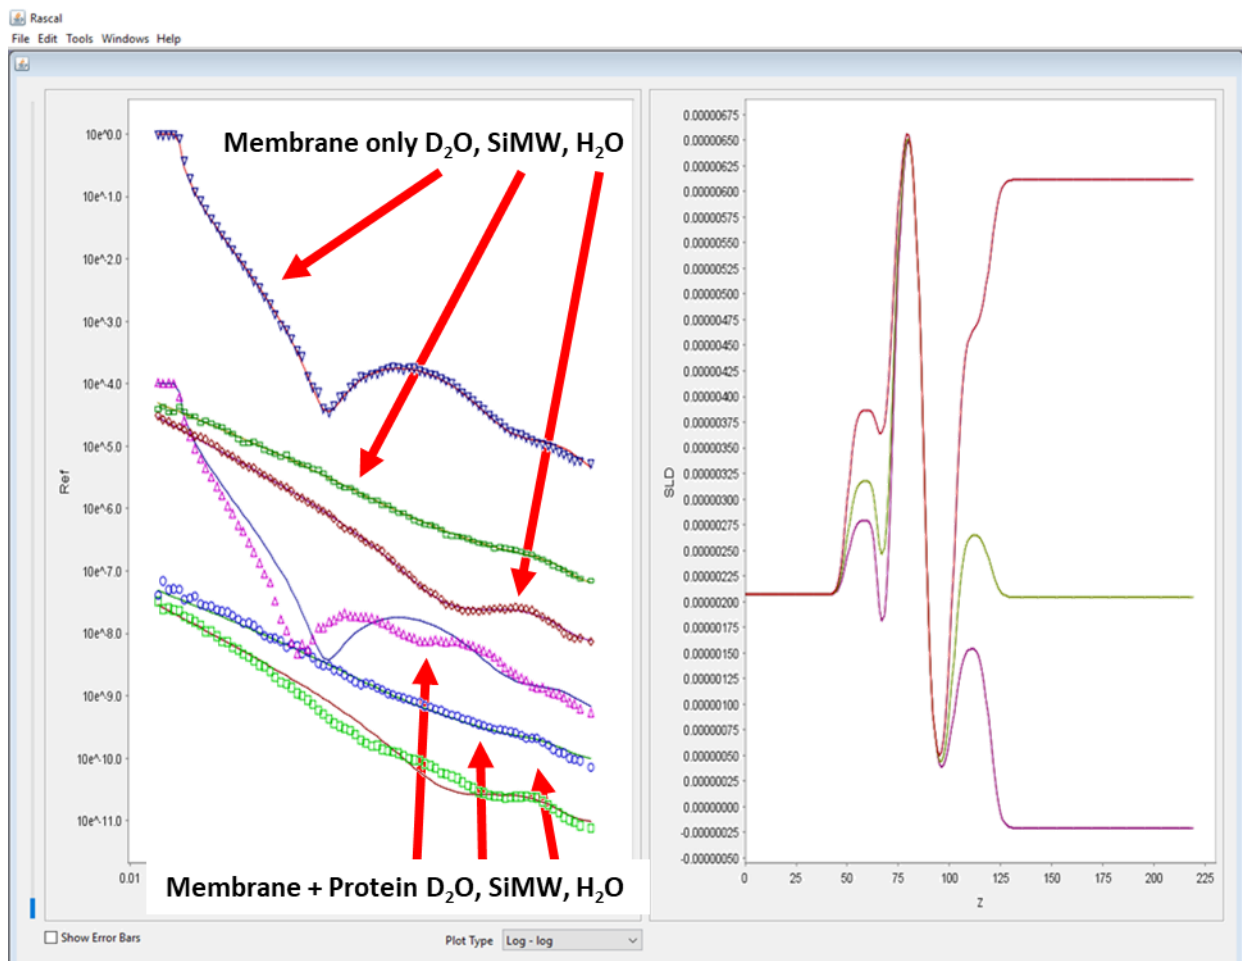 Rascal
File Edit Tools Windows Help
Membrane only D₂O, SiMW, H₂O
10e^0.0
10e^-1.0
10e^-2.0
10e^-3.0
10e^-4.0
10e^-5.0
10e^-6.0
10e^-7.0
10e^-8.0
10e^-9.0
10e^-10.0
10e^-11.0
Ref
0.01
Membrane + Protein D₂O, SiMW, H₂O
0.00000675
0.00000650
0.00000625
0.00000600
0.00000575
0.00000550
0.00000525
0.00000500
0.00000475
0.00000450
0.00000425
0.00000400
0.00000375
0.00000350
0.00000325
0.00000300
0.00000275
0.00000250
0.00000225
0.00000200
0.00000175
0.00000150
0.00000125
0.00000100
0.00000075
0.00000050
0.00000025
0.00000000
-0.00000025
-0.00000050
SLD
0 25 50 75 100 125 150 175 200 225
Z
Show Error Bars
Plot Type Log - log